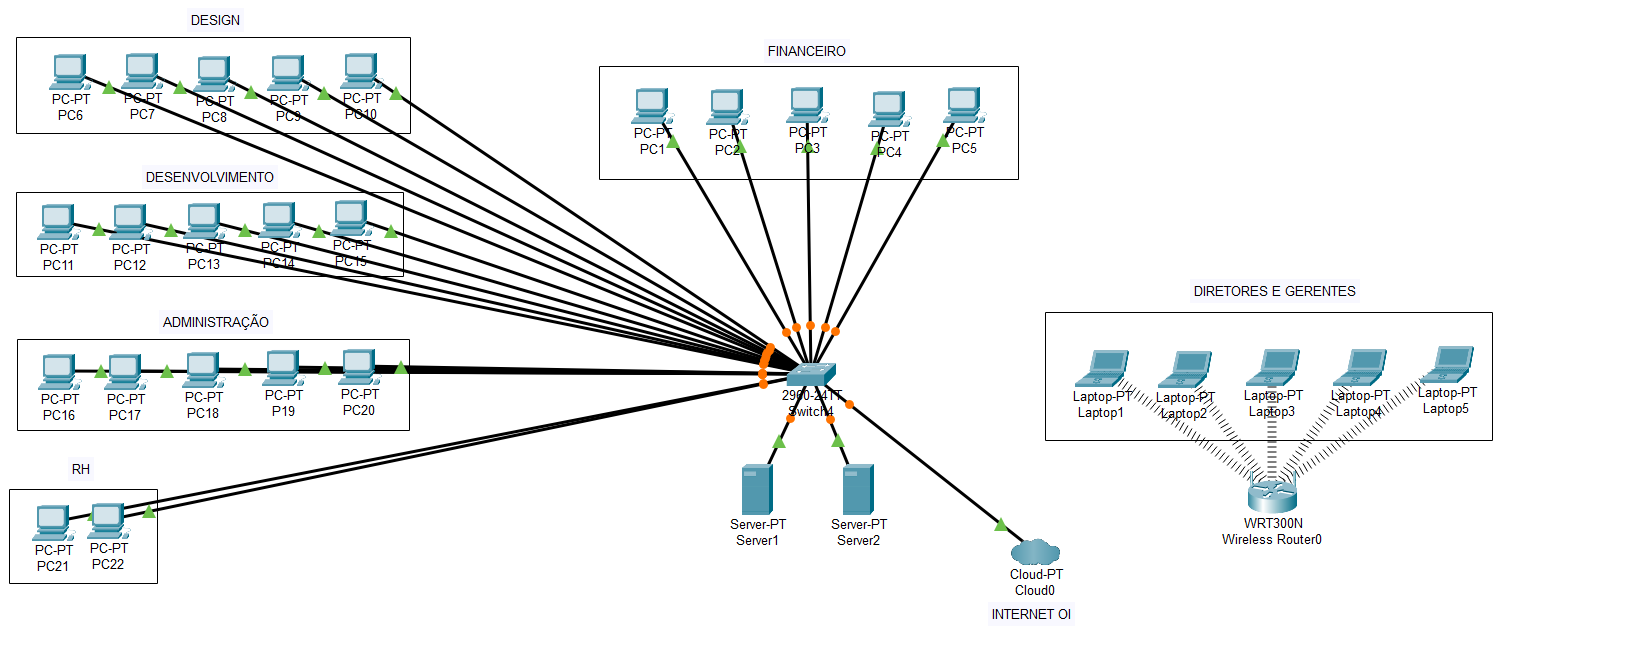 DESIGN
PC-PT
PC6
PC-PT
PC7
PC-PT
PC8
PC-PT
PC9
PC-PT
PC10
FINANCEIRO
PC-PT
PC1
PC-PT
PC2
PC-PT
PC3
PC-PT
PC4
PC-PT
PC5
DESENVOLVIMENTO
PC-PT
PC11
PC-PT
PC12
PC-PT
PC13
PC-PT
PC14
PC-PT
PC15
ADMINISTRAÇÃO
PC-PT
PC16
PC-PT
PC17
PC-PT
PC18
PC-PT
P19
PC-PT
PC20
RH
PC-PT
PC21
PC-PT
PC22
2960-24TT
Switch4
Server-PT
Server1
Server-PT
Server2
Cloud-PT
Cloud0
INTERNET OI
DIRETORES E GERENTES
Laptop-PT
Laptop1
Laptop-PT
Laptop2
Laptop-PT
Laptop3
Laptop-PT
Laptop4
Laptop-PT
Laptop5
WRT300N
Wireless Router0